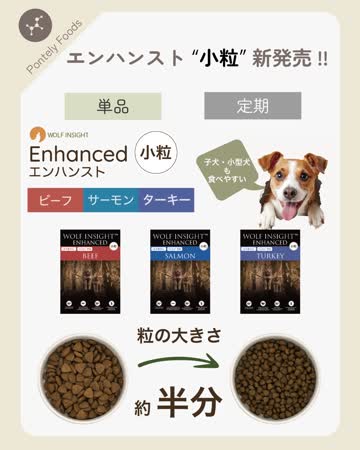 Pontely Foods
エンハンスト “小粒” 新発売 !!
単品
定期
WOLF INSIGHT
Enhanced
小粒
エンハンスト
子犬・小型犬
も
食べやすい
ビーフ
サーモン
ターキー
WOLF INSIGHT™
ENHANCED
BEEF
WOLF INSIGHT™
ENHANCED
SALMON
WOLF INSIGHT™
ENHANCED
TURKEY
粒の大きさ
約 半分